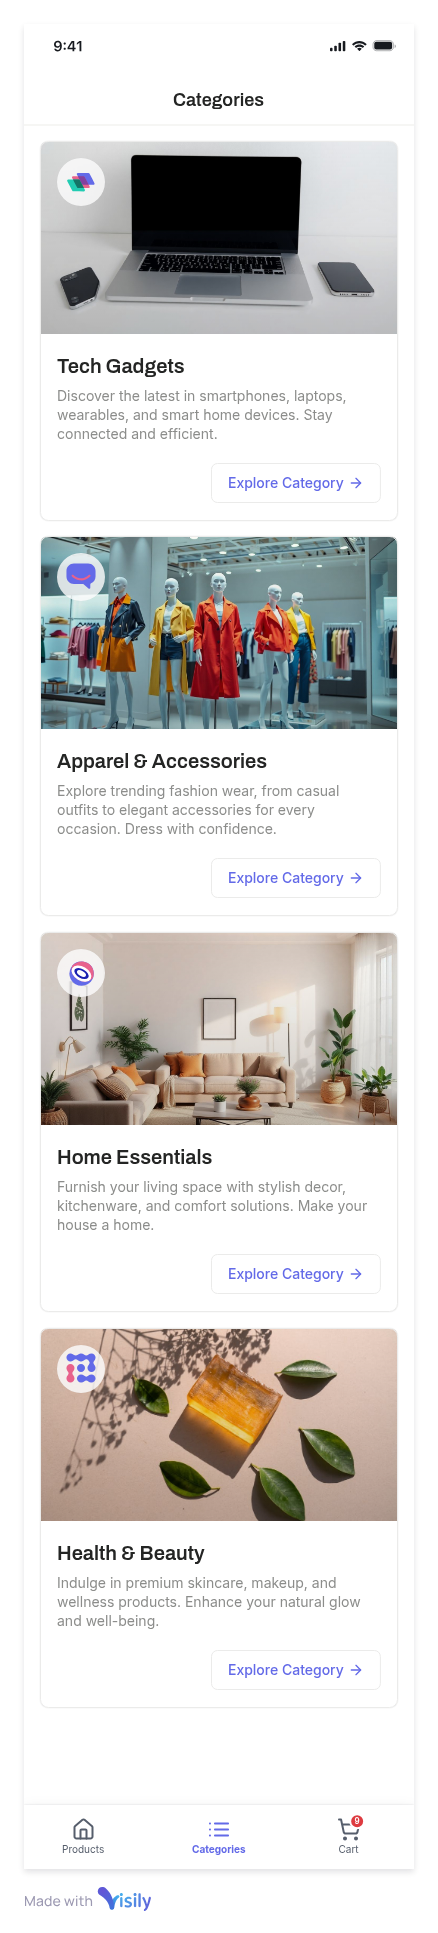 9:41
Categories
Tech Gadgets
Discover the latest in smartphones, laptops,
wearables, and smart home devices. Stay
connected and efficient.
Explore Category
Apparel & Accessories
Explore trending fashion wear, from casual
outfits to elegant accessories for every
occasion. Dress with confidence.
Explore Category
Home Essentials
Furnish your living space with stylish decor,
kitchenware, and comfort solutions. Make your
house a home.
Explore Category
Health & Beauty
Indulge in premium skincare, makeup, and
wellness products. Enhance your natural glow
and well-being.
Explore Category
9
Products Categories Cart
Made with Visily